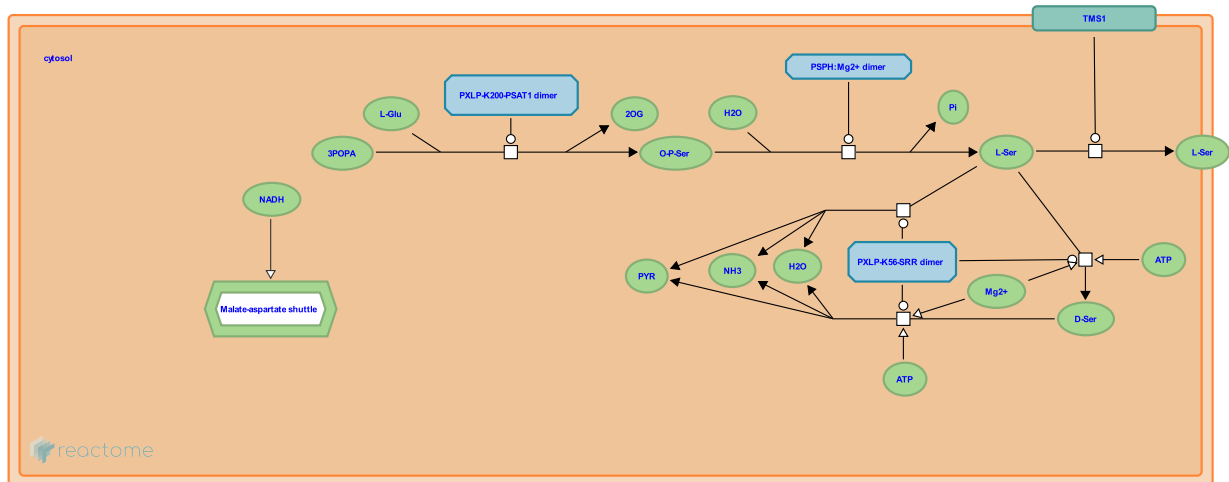 TMS1
cytosol
PSPH:Mg2+ dimer
PXLP-K200-PSAT1 dimer
L-Glu
2OG
H2O
Pi
3POPA
O-P-Ser
L-Ser
L-Ser
NADH
PYR
NH3
H2O
PXLP-K56-SRR dimer
ATP
Mg2+
Malate-aspartate shuttle
D-Ser
ATP
reactome